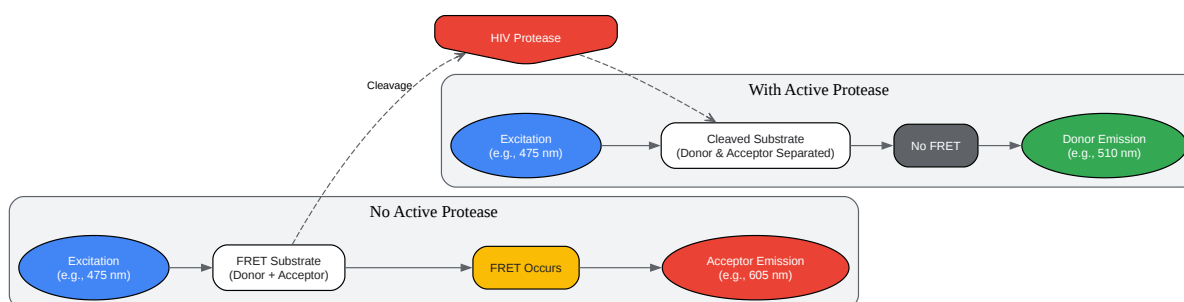 HIV Protease
Cleavage
With Active Protease
Excitation
(e.g., 475 nm)
Cleaved Substrate
(Donor & Acceptor Separated)
No FRET
Donor Emission
(e.g., 510 nm)
No Active Protease
Excitation
(e.g., 475 nm)
FRET Substrate
(Donor + Acceptor)
FRET Occurs
Acceptor Emission
(e.g., 605 nm)